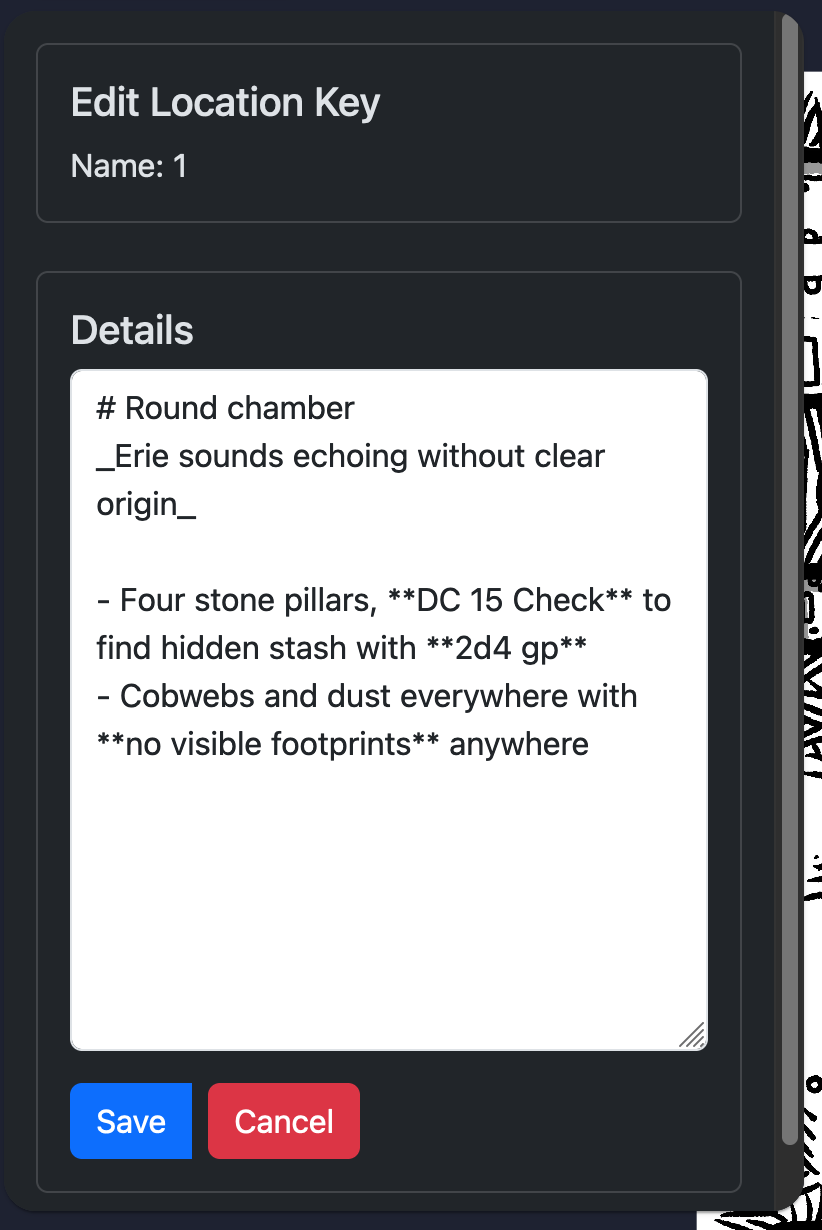 Edit Location Key
Name: 1
Details
# Round chamber
_Erie sounds echoing without clear
origin_
- Four stone pillars, **DC 15 Check** to
find hidden stash with **2d4 gp**
- Cobwebs and dust everywhere with
**no visible footprints** anywhere
Save Cancel